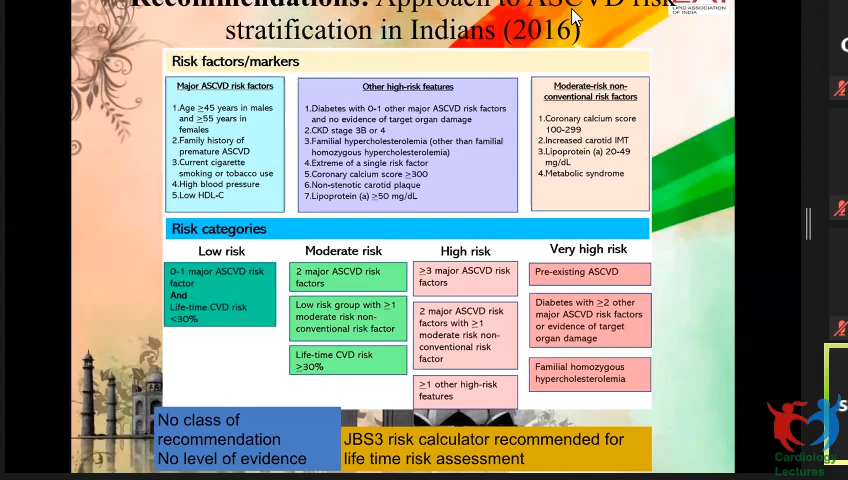 Recommendations: Approach to ASCVD risk
stratification in Indians (2016)
LIPID ASSOCIATION
OF INDIA
Risk factors/markers
Major ASCVD risk factors
1.Age ≥45 years in males
and ≥55 years in
females
2.Family history of
premature ASCVD
3.Current cigarette
smoking or tobacco use
4.High blood pressure
5.Low HDL-C
Other high-risk features
1.Diabetes with 0-1 other major ASCVD risk factors
and no evidence of target organ damage
2.CKD stage 3B or 4
3.Familial hypercholesterolemia (other than familial
homozygous hypercholesterolemia)
4.Extreme of a single risk factor
5.Coronary calcium score ≥300
6.Non-stenotic carotid plaque
7.Lipoprotein (a) ≥50 mg/dL
Moderate-risk non-
conventional risk factors
1.Coronary calcium score
100-299
2.Increased carotid IMT
3.Lipoprotein (a) 20-49
mg/dL
4.Metabolic syndrome
Risk categories
Low risk
0-1 major ASCVD risk
factor
And
Life-time CVD risk
<30%
Moderate risk
2 major ASCVD risk
factors
Low risk group with ≥1
moderate risk non-
conventional risk factor
Life-time CVD risk
≥30%
High risk
≥3 major ASCVD risk
factors
2 major ASCVD risk
factors with ≥1
moderate risk non-
conventional risk
factor
≥1 other high-risk
features
Very high risk
Pre-existing ASCVD
Diabetes with ≥2 other
major ASCVD risk factors
or evidence of target
organ damage
Familial homozygous
hypercholesterolemia
No class of
recommendation
No level of evidence
JBS3 risk calculator recommended for
life time risk assessment
Cardiology
Lectures